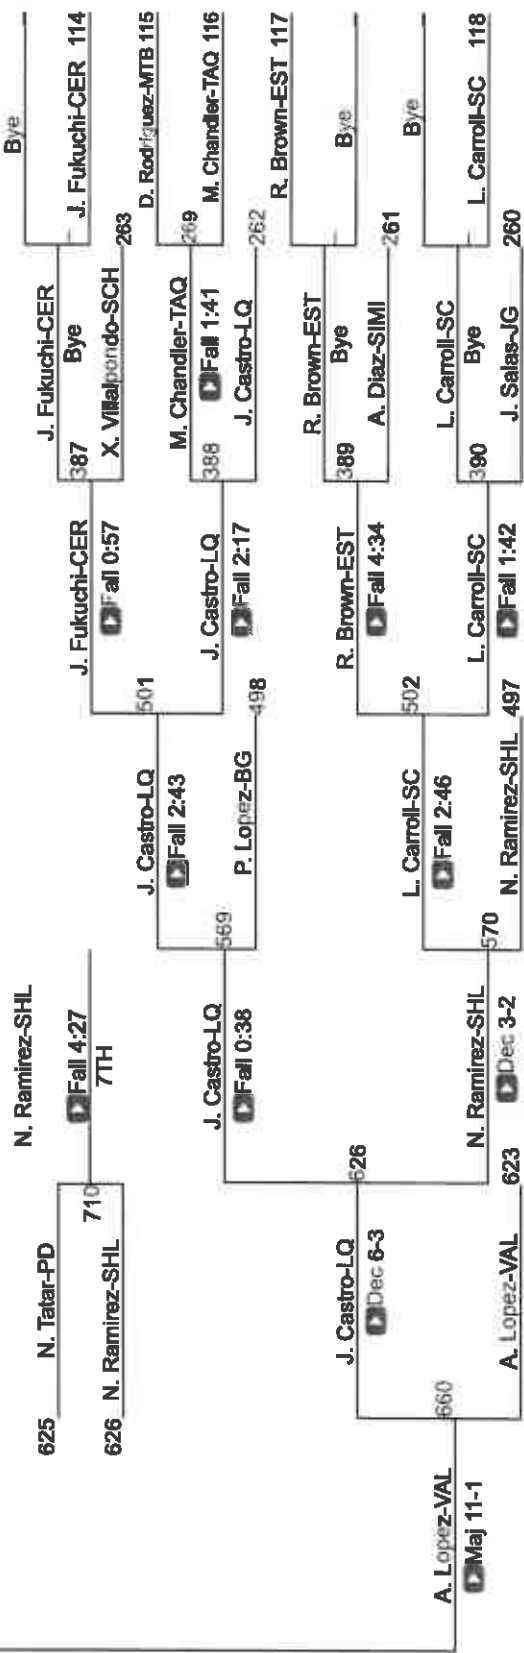 Bye
J. Fukuchi-CER 114
D. Rodriguez-MTB 115
M. Chandler-TAQ 116
R. Brown-EST 117
Bye
Bye
L. Carroll-SC 118
J. Fukuchi-CER
Bye
X. Villalpondo-SCH 263
269
M. Chandler-TAQ
Fall 1:41
J. Castro-LQ 262
R. Brown-EST
Bye
A. Diaz-SIMI 261
L. Carroll-SC
Bye
J. Salas-JG 260
387
J. Fukuchi-CER
Fall 0:57
388
J. Castro-LQ
Fall 2:17
389
R. Brown-EST
Fall 4:34
390
L. Carroll-SC
Fall 1:42
501
J. Castro-LQ
Fall 2:43
P. Lopez-BG 498
502
L. Carroll-SC
Fall 2:46
N. Ramirez-SHL 497
N. Ramirez-SHL
Fall 4:27
7TH
569
J. Castro-LQ
Fall 0:38
570
N. Ramirez-SHL
Dec 3-2
625 N. Tatar-PD
710
626 N. Ramirez-SHL
626
J. Castro-LQ
Dec 6-3
A. Lopez-VAL 623
660
A. Lopez-VAL
Maj 11-1